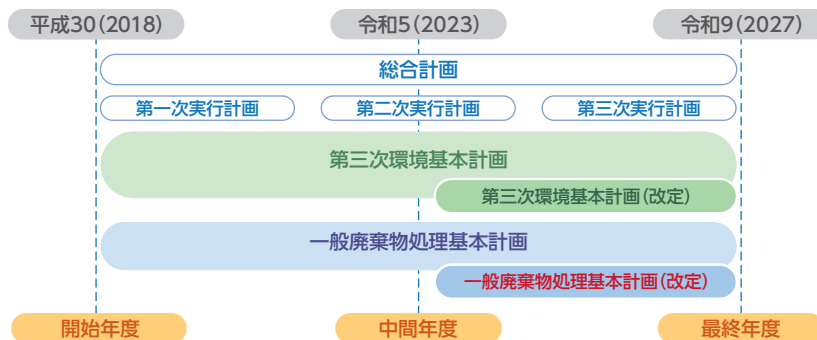 平成30(2018)
令和5(2023)
令和9(2027)
総合計画
第一次実行計画
第二次実行計画
第三次実行計画
第三次環境基本計画
第三次環境基本計画(改定)
一般廃棄物処理基本計画
一般廃棄物処理基本計画(改定)
開始年度
中間年度
最終年度